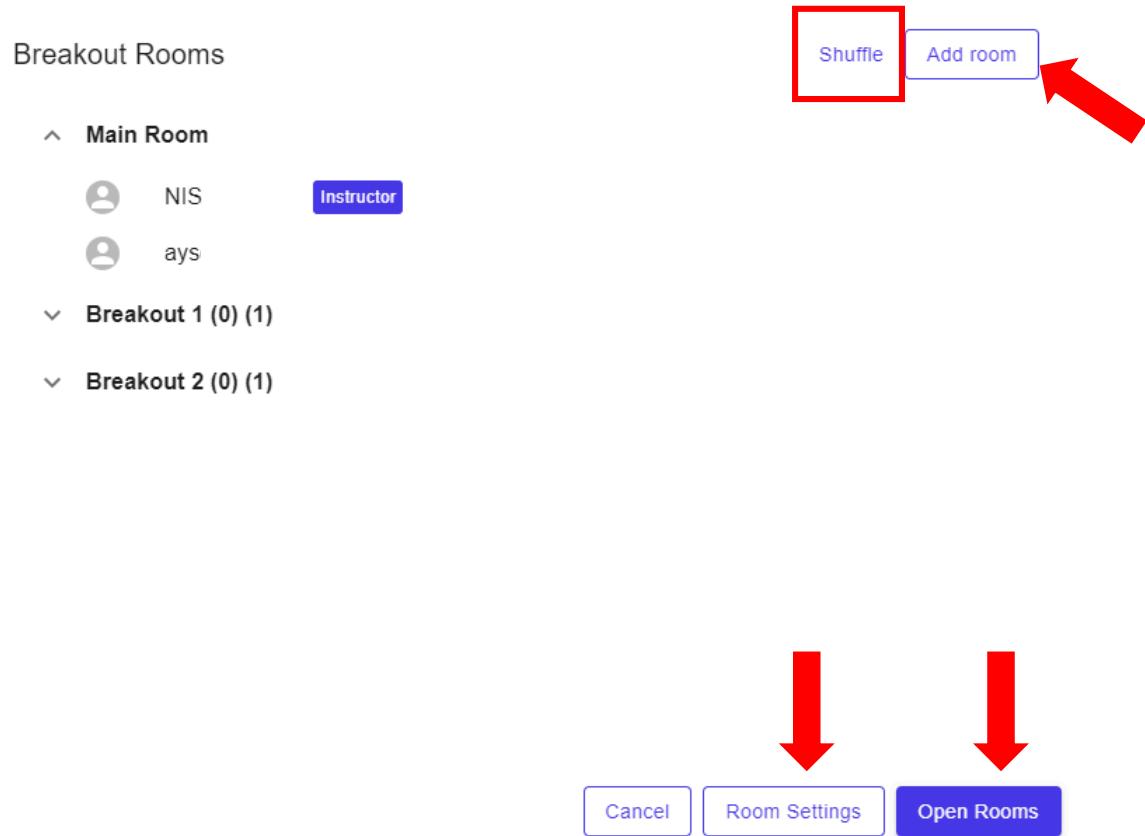 Breakout Rooms
Shuffle
Add room
Main Room
NIS
Instructor
ays
Breakout 1 (0) (1)
Breakout 2 (0) (1)
Cancel
Room Settings
Open Rooms